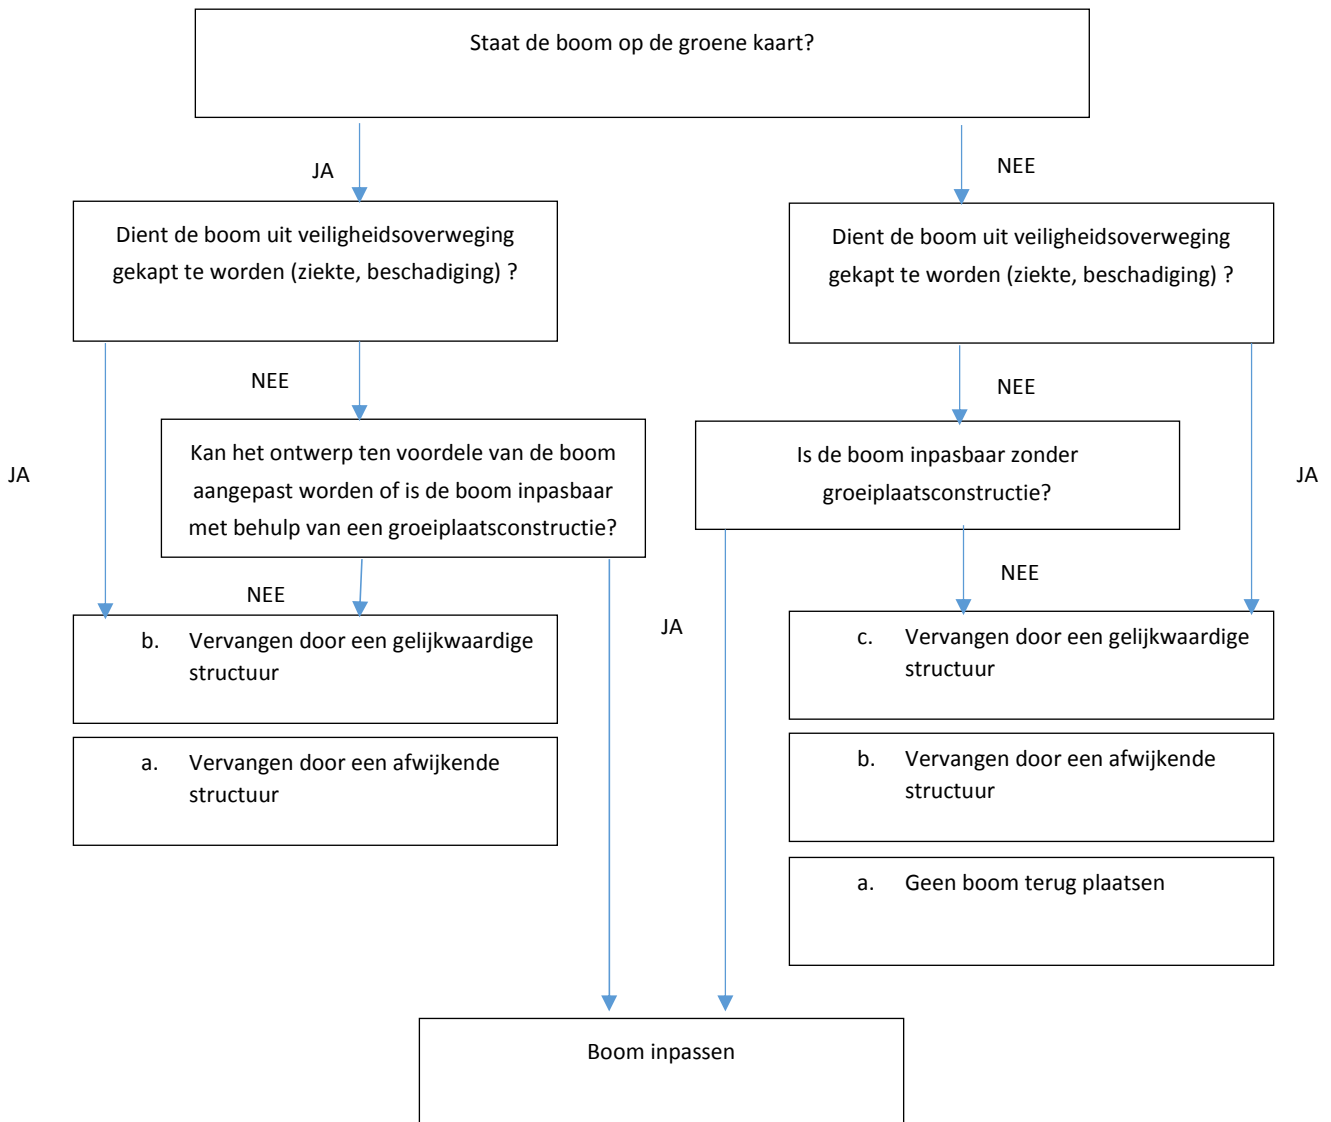 Staat de boom op de groene kaart?
JA
NEE
Dient de boom uit veiligheidsoverweging
gekapt te worden (ziekte, beschadiging) ?
Dient de boom uit veiligheidsoverweging
gekapt te worden (ziekte, beschadiging) ?
NEE
NEE
JA
Kan het ontwerp ten voordele van de boom
aangepast worden of is de boom inpasbaar
met behulp van een groeiplaatsconstructie?
Is de boom inpasbaar zonder
groeiplaatsconstructie?
JA
NEE
JA
NEE
b. Vervangen door een gelijkwaardige
structuur
c. Vervangen door een gelijkwaardige
structuur
a. Vervangen door een afwijkende
structuur
b. Vervangen door een afwijkende
structuur
a. Geen boom terug plaatsen
Boom inpassen